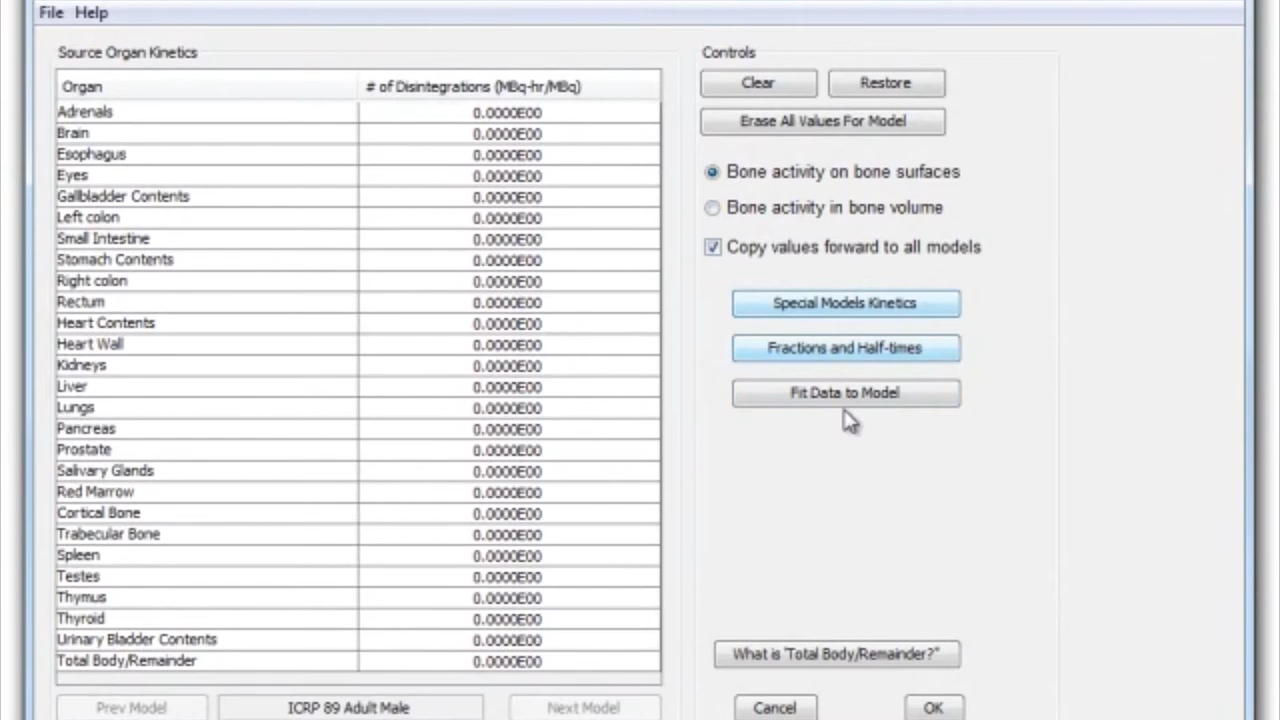 File Help
Source Organ Kinetics
Organ # of Disintegrations (MBq-hr/MBq)
Adrenals 0.0000E00
Brain 0.0000E00
Esophagus 0.0000E00
Eyes 0.0000E00
Gallbladder Contents 0.0000E00
Left colon 0.0000E00
Small Intestine 0.0000E00
Stomach Contents 0.0000E00
Right colon 0.0000E00
Rectum 0.0000E00
Heart Contents 0.0000E00
Heart Wall 0.0000E00
Kidneys 0.0000E00
Liver 0.0000E00
Lungs 0.0000E00
Pancreas 0.0000E00
Prostate 0.0000E00
Salivary Glands 0.0000E00
Red Marrow 0.0000E00
Cortical Bone 0.0000E00
Trabecular Bone 0.0000E00
Spleen 0.0000E00
Testes 0.0000E00
Thymus 0.0000E00
Thyroid 0.0000E00
Urinary Bladder Contents 0.0000E00
Total Body/Remainder 0.0000E00
Prev Model ICRP 89 Adult Male Next Model
Controls
Clear Restore
Erase All Values For Model
Bone activity on bone surfaces
Bone activity in bone volume
Copy values forward to all models
Special Models Kinetics
Fractions and Half-times
Fit Data to Model
What is "Total Body/Remainder?"
Cancel OK